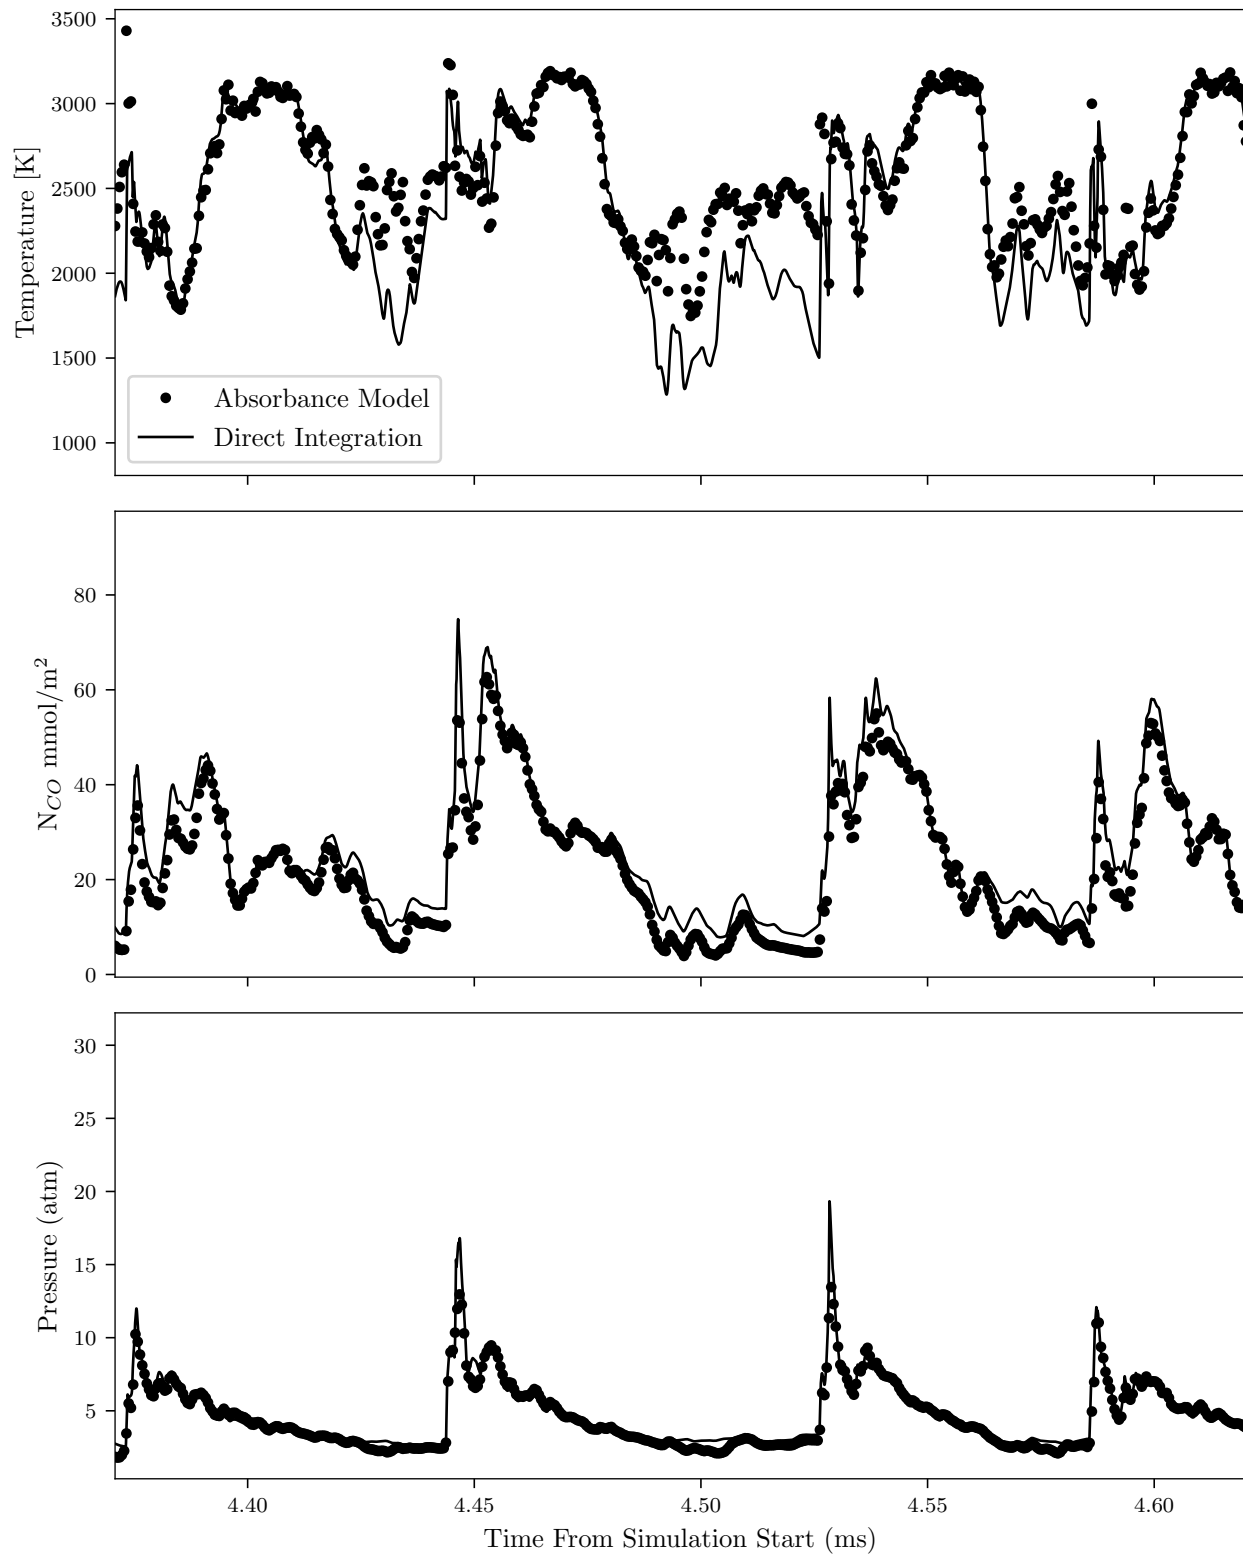 3500
3000
2500
2000
1500
1000
Temperature [K]
Absorbance Model
Direct Integration
80
60
40
20
0
N_{CO} mmol/m²
30
25
20
15
10
5
Pressure (atm)
4.40 4.45 4.50 4.55 4.60
Time From Simulation Start (ms)